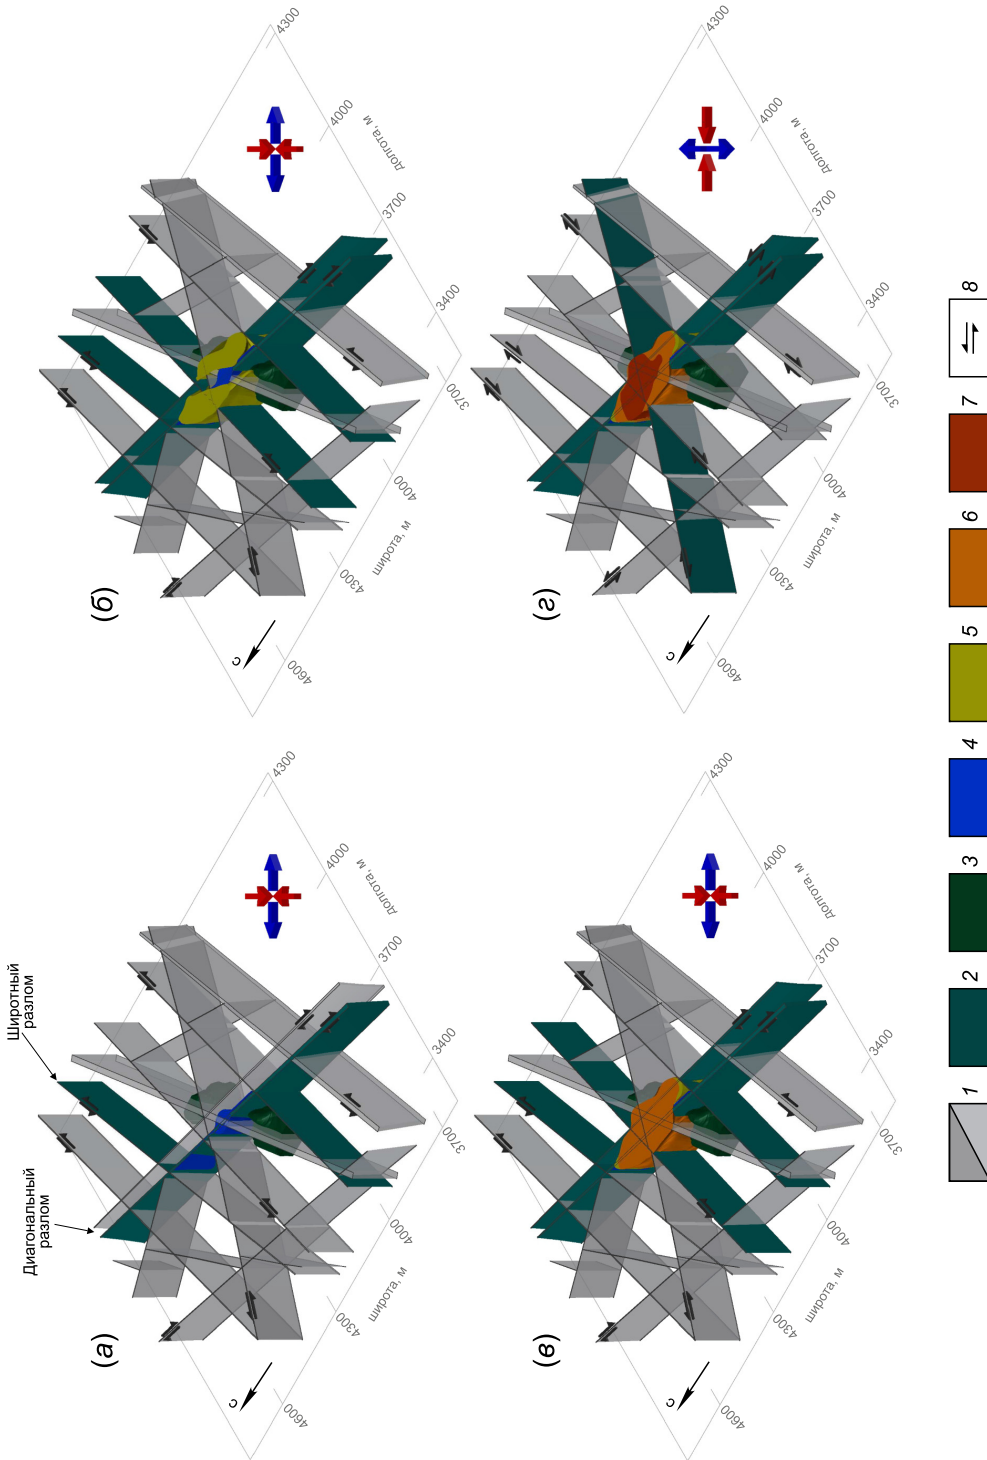 (а)
Диагональный
разлом
Широтный
разлом
С
4600
4300
4000
3700
широта, м
3400
3700
4000
4300
долгота, м
(б)
С
4600
4300
4000
3700
широта, м
3400
3700
4000
4300
долгота, м
(в)
С
4600
4300
4000
3700
широта, м
3400
3700
4000
4300
долгота, м
(г)
С
4600
4300
4000
3700
широта, м
3400
3700
4000
4300
долгота, м
1
2
3
4
5
6
7
8